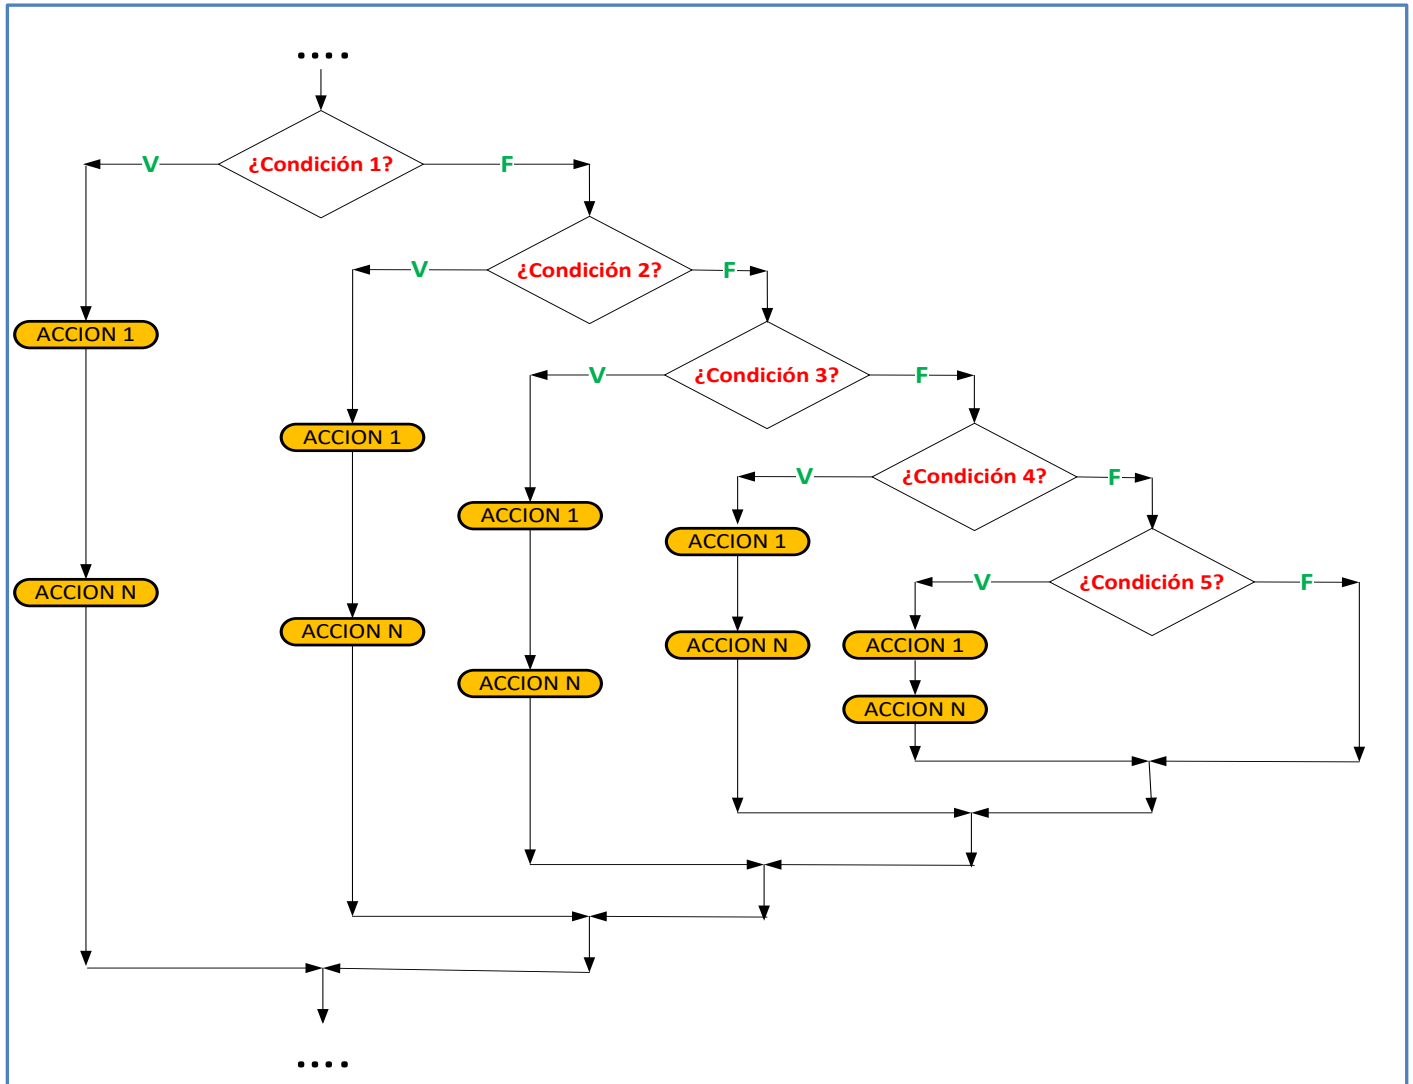 ....
¿Condición 1?
V
F
¿Condición 2?
V
F
ACCION 1
¿Condición 3?
V
F
ACCION 1
¿Condición 4?
V
F
ACCION 1
ACCION 1
¿Condición 5?
V
F
ACCION N
ACCION N
ACCION N
ACCION 1
ACCION N
ACCION N
....